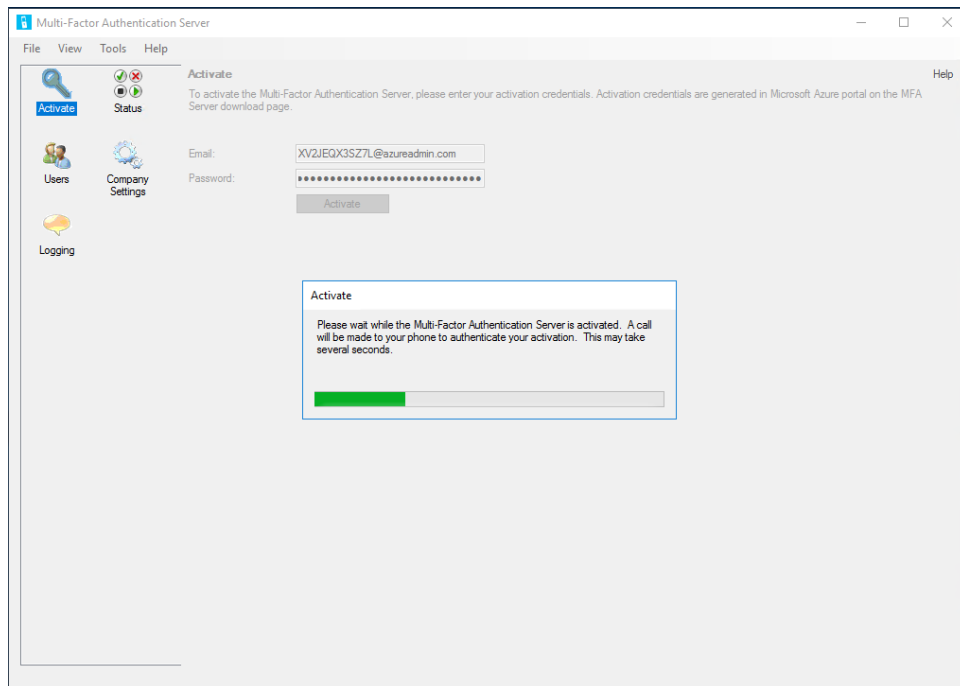 Multi-Factor Authentication Server
File View Tools Help
Activate
Status
Users
Company
Settings
Logging
Activate
Help
To activate the Multi-Factor Authentication Server, please enter your activation credentials. Activation credentials are generated in Microsoft Azure portal on the MFA
Server download page.
Email:
XV2JEQX3SZ7L@azureadmin.com
Password:
Activate
Activate
Please wait while the Multi-Factor Authentication Server is activated. A call
will be made to your phone to authenticate your activation. This may take
several seconds.